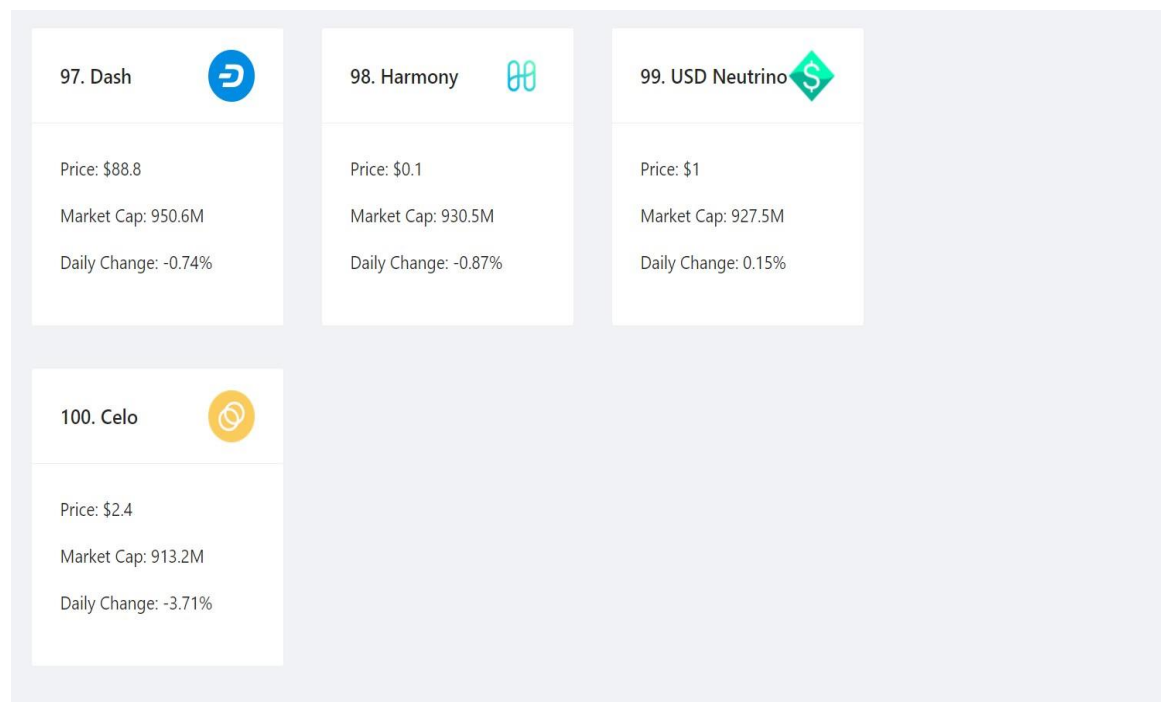 97. Dash
Price: $88.8
Market Cap: 950.6M
Daily Change: -0.74%
98. Harmony
Price: $0.1
Market Cap: 930.5M
Daily Change: -0.87%
99. USD Neutrino
$
Price: $1
Market Cap: 927.5M
Daily Change: 0.15%
100. Celo
Price: $2.4
Market Cap: 913.2M
Daily Change: -3.71%